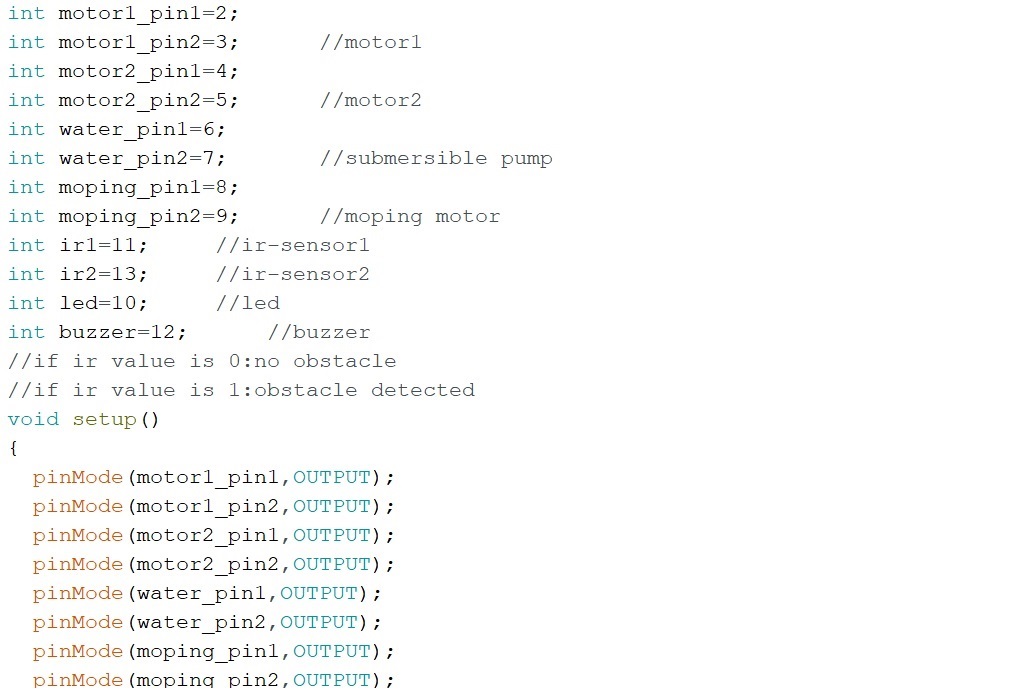 int motor1_pin1=2;
int motor1_pin2=3; //motor1
int motor2_pin1=4;
int motor2_pin2=5; //motor2
int water_pin1=6;
int water_pin2=7; //submersible pump
int moping_pin1=8;
int moping_pin2=9; //moping motor
int ir1=11; //ir-sensor1
int ir2=13; //ir-sensor2
int led=10; //led
int buzzer=12; //buzzer
//if ir value is 0:no obstacle
//if ir value is 1:obstacle detected
void setup()
{
pinMode(motor1_pin1,OUTPUT);
pinMode(motor1_pin2,OUTPUT);
pinMode(motor2_pin1,OUTPUT);
pinMode(motor2_pin2,OUTPUT);
pinMode(water_pin1,OUTPUT);
pinMode(water_pin2,OUTPUT);
pinMode(moping_pin1,OUTPUT);
pinMode(moping_pin2,OUTPUT);